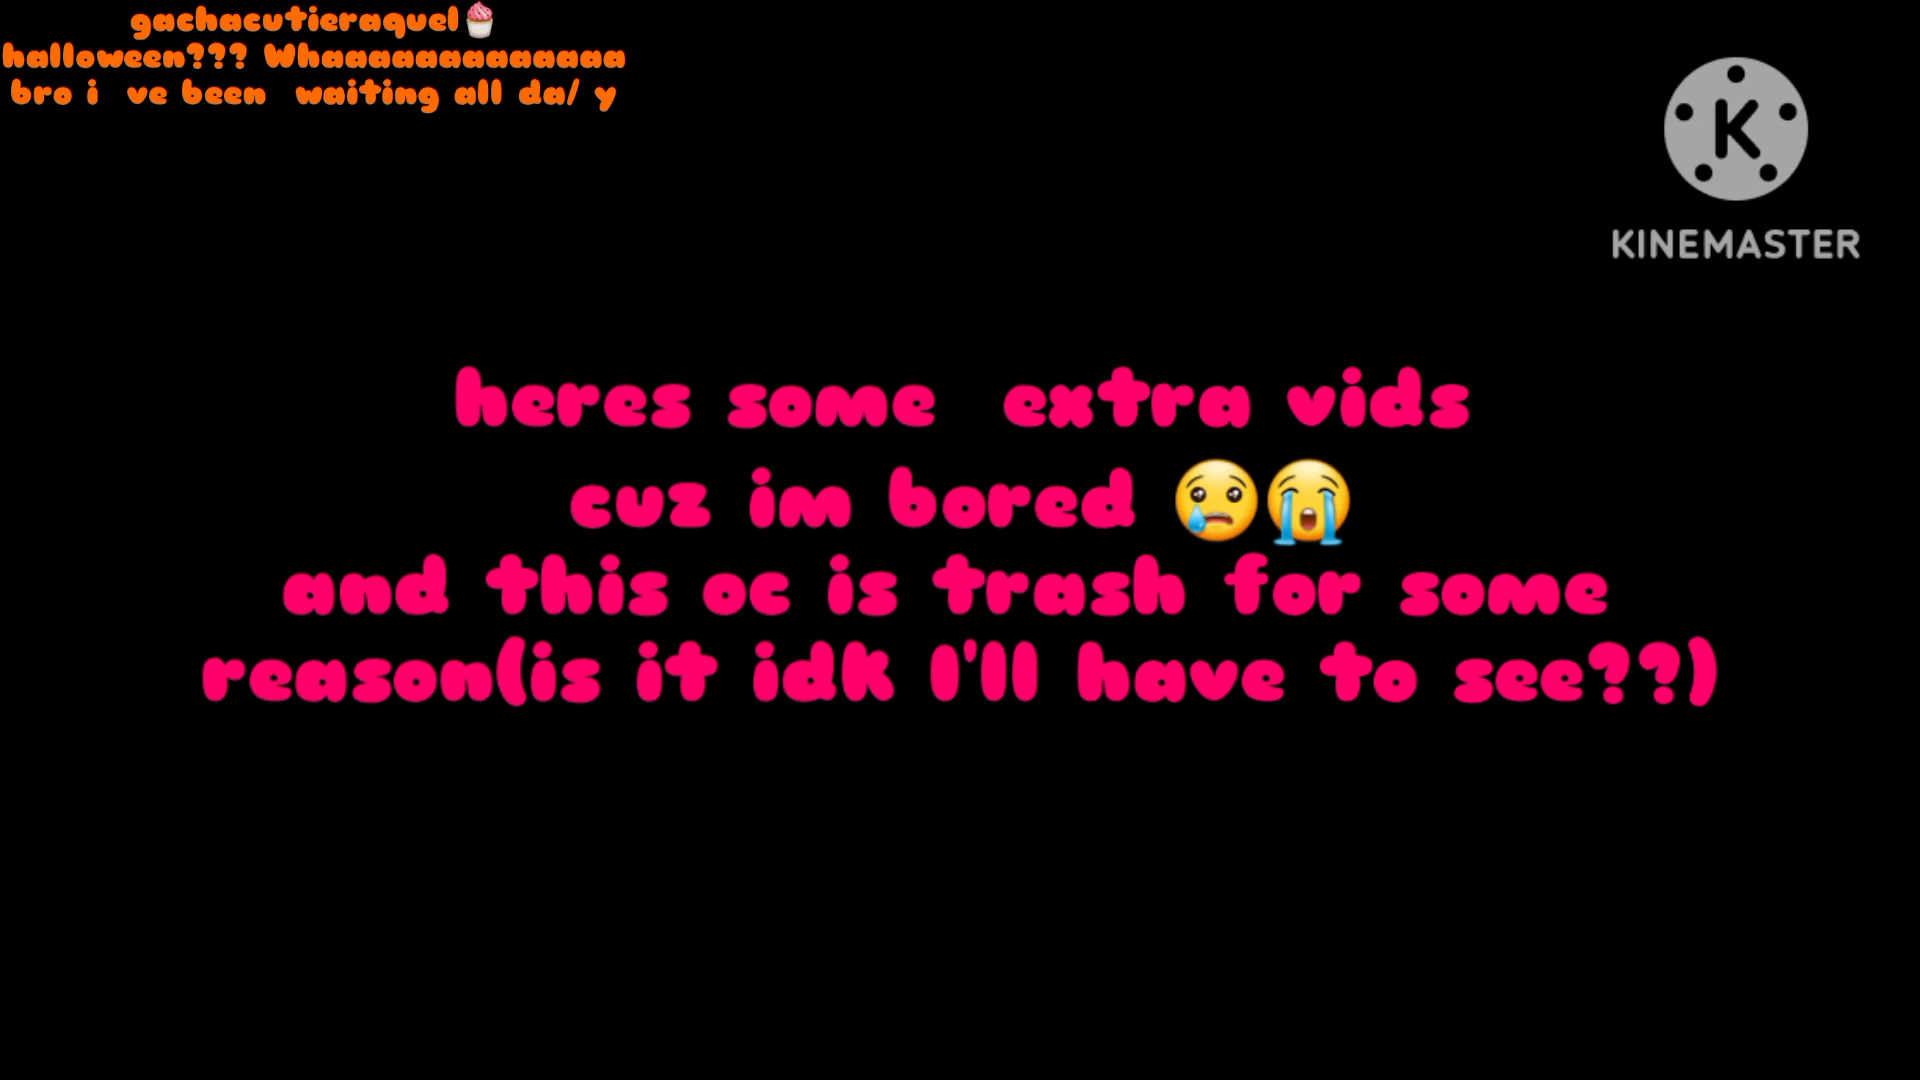 gachacutieraquel🧁
halloween??? Whaaaaaaaaaaaaa
bro i  ve been  waiting all da/ y
K
KINEMASTER
heres some  extra vids
cuz im bored 😢😭
and this oc is trash for some
reason(is it idk I'll have to see??)